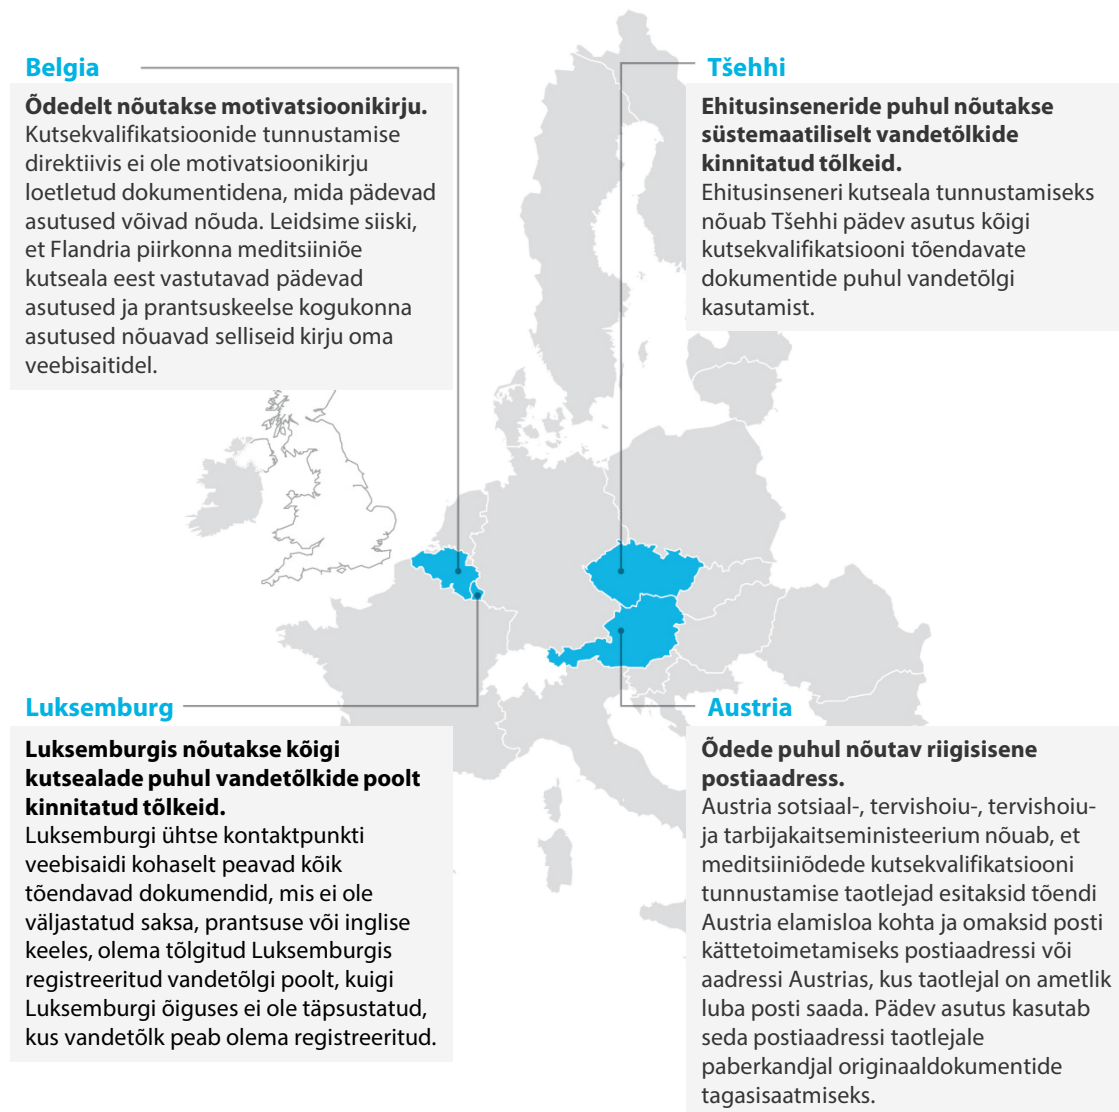 Belgia
Õdedelt nõutakse motivatsioonikirju.
Kutsekvalifikatsioonide tunnustamise
direktiivis ei ole motivatsioonikirju
loetletud dokumentidena, mida pädevad
asutused võivad nõuda. Leidsime siiski,
et Flandria piirkonna meditsiiniõe
kutseala eest vastutavad pädevad
asutused ja prantsuskeelse kogukonna
asutused nõuavad selliseid kirju oma
veebisaitidel.
Tšehhi
Ehitusinseneride puhul nõutakse
süstemaatiliselt vandetõlkide
kinnitatud tõlkeid.
Ehitusinseneri kutseala tunnustamiseks
nõuab Tšehhi pädev asutus kõigi
kutsekvalifikatsiooni tõendavate
dokumentide puhul vandetõlgi
kasutamist.
Luksemburg
Luksemburgis nõutakse kõigi
kutsealade puhul vandetõlkide poolt
kinnitatud tõlkeid.
Luksemburgi ühtse kontaktpunkti
veebisaidi kohaselt peavad kõik
tõendavad dokumendid, mis ei ole
väljastatud saksa, prantsuse või inglise
keeles, olema tõlgitud Luksemburgis
registreeritud vandetõlgi poolt, kuigi
Luksemburgi õiguses ei ole täpsustatud,
kus vandetõlk peab olema registreeritud.
Austria
Õdede puhul nõutav riigisisene
postiaadress.
Austria sotsiaal-, tervishoiu-, tervishoiu-
ja tarbijakaitseministeerium nõuab, et
meditsiiniõdede kutsekvalifikatsiooni
tunnustamise taotlejad esitaksid tõendi
Austria elamisloa kohta ja omaksid posti
kättetoimetamiseks postiaadressi või
aadressi Austrias, kus taotlejal on ametlik
luba posti saada. Pädev asutus kasutab
seda postiaadressi taotlejale
paberkandjal originaaldokumentide
tagasisaatmiseks.